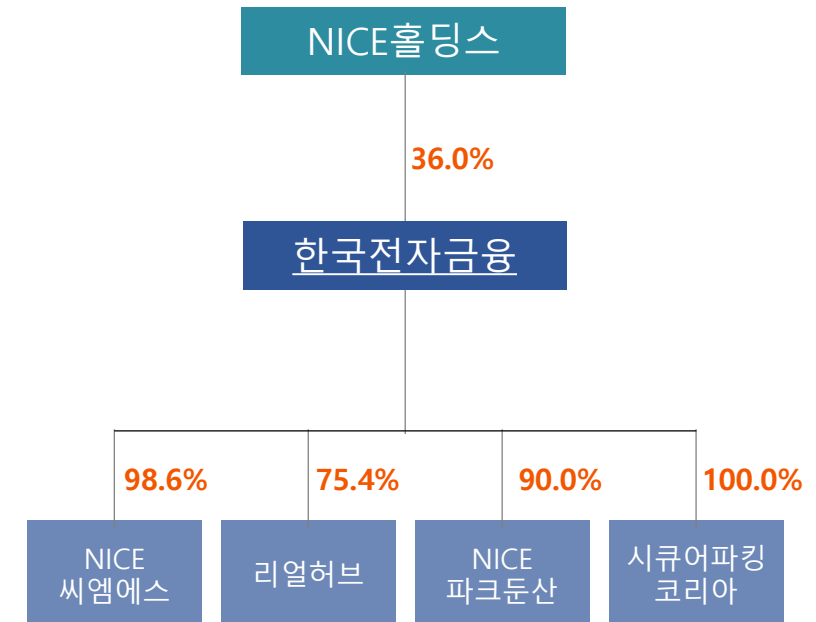 NICE홀딩스
36.0%
한국전자금융
98.6%
75.4%
90.0%
100.0%
NICE
씨엠에스
리얼허브
NICE
파크둔산
시큐어파킹
코리아